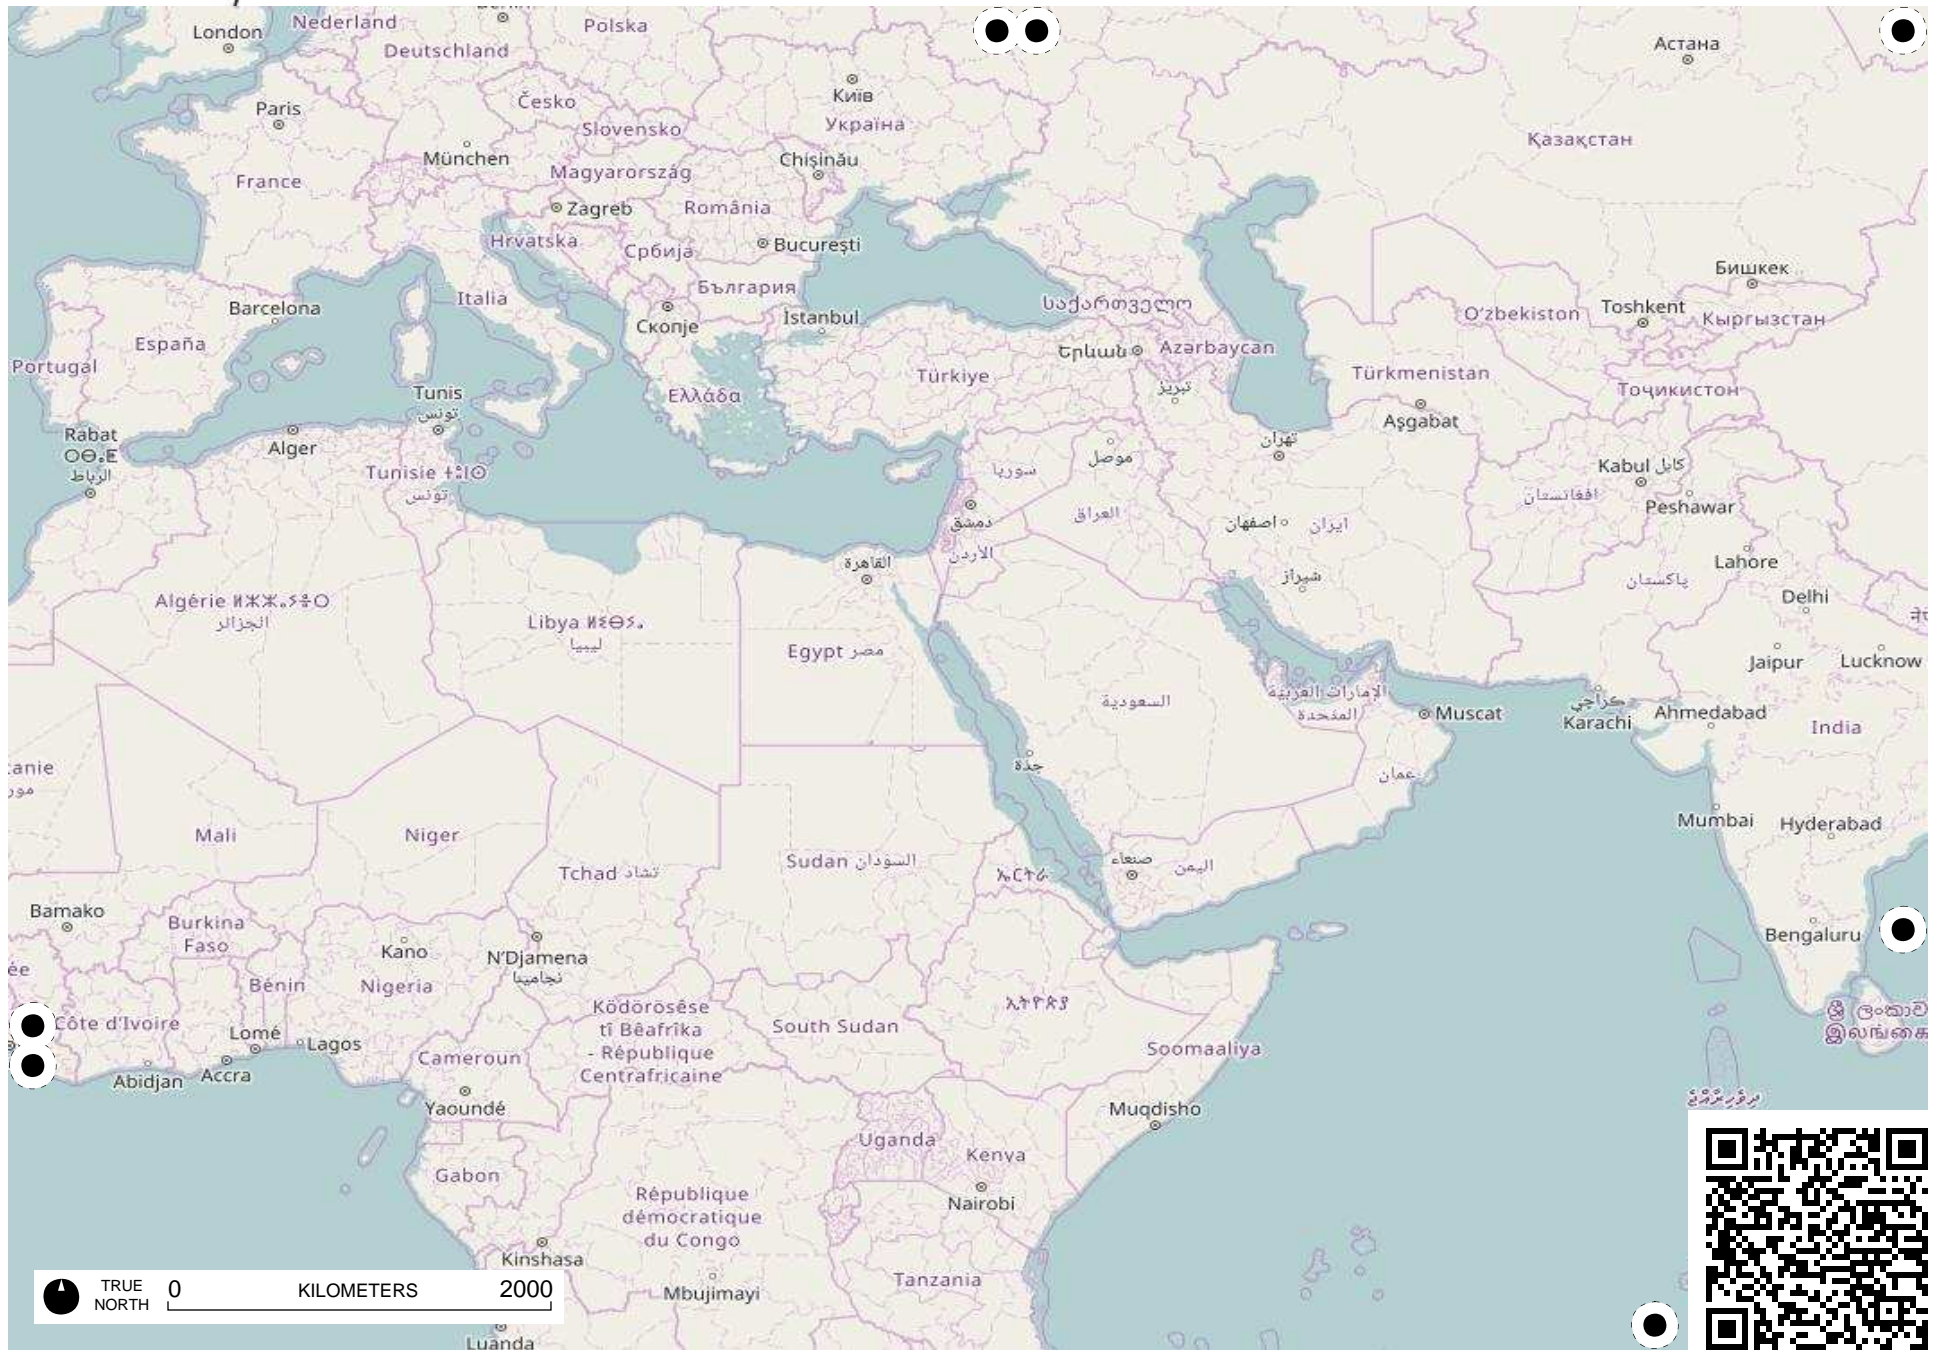 London
Nederland
Polska
Deutschland
Астана
Paris
Česko
Київ
Україна
Slovensko
Қазақстан
München
Chișinău
Magyarország
France
Zagreb
România
Hrvatska
Србија
București
Бишкек
Italia
България
Barcelona
Скопје
İstanbul
საქართველო
Oʻzbekiston
Toshkent
Кыргызстан
España
Portugal
Երևան
Azərbaycan
Türkiye
تبریز
Türkmenistan
Тоҷикистон
Ελλάδα
Tunis
تونس
Aşgabat
Rabat
ⵔⴱⴰⵟ
الرباط
Alger
تهران
موصل
سوريا
Kabul کابل
Tunisie ⵜⵓⵏⵙ
تونس
افغانستان
Peshawar
دمشق
العراق
اصفهان
ایران
الأردن
القاهرة
شیراز
Lahore
پاکستان
Delhi
Algérie ⵍⵣⵣⴰⵢⴻⵔ
الجزائر
Libya ⵍⵉⴱⵢⴰ
ليبيا
Egypt مصر
Jaipur
Lucknow
السعودية
الإمارات العربية
المتحدة
Muscat
كراچي
Karachi
Ahmedabad
India
جدة
عمان
Mumbai
Hyderabad
Mali
Niger
Tchad تشاد
Sudan السودان
ኤርትራ
صنعاء
اليمن
Bamako
Burkina
Faso
Kano
N'Djamena
نجامينا
Bengaluru
Bénin
Nigeria
Ködörösêse
tî Bêafrîka
- République
Centrafricaine
ኢትዮጵያ
South Sudan
Côte d'Ivoire
Lomé
Lagos
Cameroun
Soomaaliya
ශ්‍රී ලංකාව
இலங்கை
Abidjan
Accra
Yaoundé
Muqdisho
ދިވެހިރާއްޖެ
Uganda
Kenya
Gabon
Nairobi
République
démocratique
du Congo
Kinshasa
Tanzania
Mbujimayi
TRUE
NORTH
0 KILOMETERS 2000
Luanda